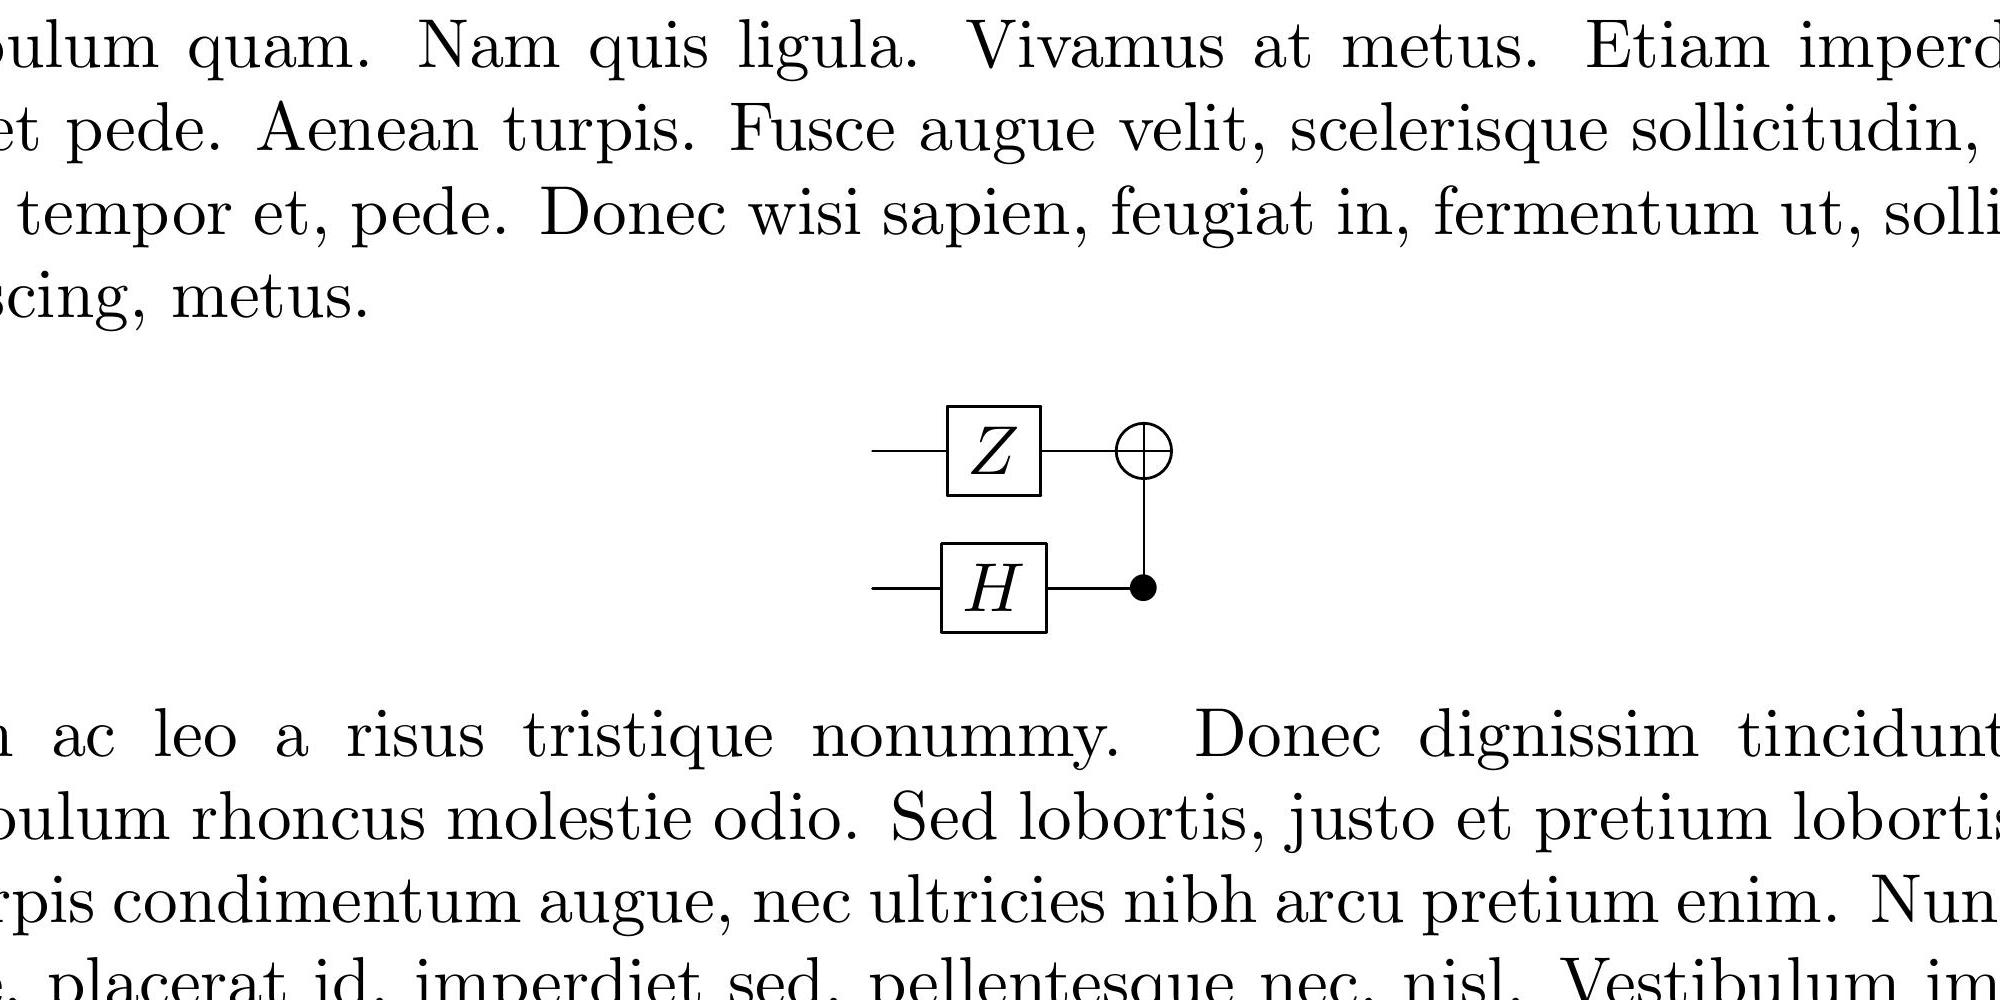 ulum quam. Nam quis ligula. Vivamus at metus. Etiam imperd
et pede. Aenean turpis. Fusce augue velit, scelerisque sollicitudin,
tempor et, pede. Donec wisi sapien, feugiat in, fermentum ut, solli
scing, metus.
Z
H
ac leo a risus tristique nonummy. Donec dignissim tincidunt
bulum rhoncus molestie odio. Sed lobortis, justo et pretium lobortis
rpis condimentum augue, nec ultricies nibh arcu pretium enim. Nun
placerat id, imperdiet sed, pellentesque nec, nisl. Vestibulum im